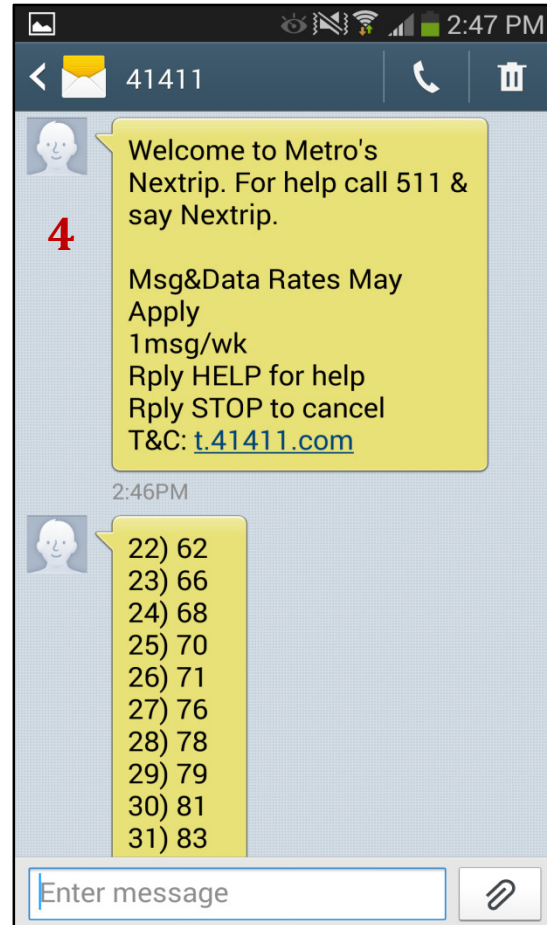 2:47 PM
41411
Welcome to Metro's
Nextrip. For help call 511 &
say Nextrip.
4
Msg&Data Rates May
Apply
1msg/wk
Rply HELP for help
Rply STOP to cancel
T&C: t.41411.com
2:46PM
22) 62
23) 66
24) 68
25) 70
26) 71
27) 76
28) 78
29) 79
30) 81
31) 83
Enter message